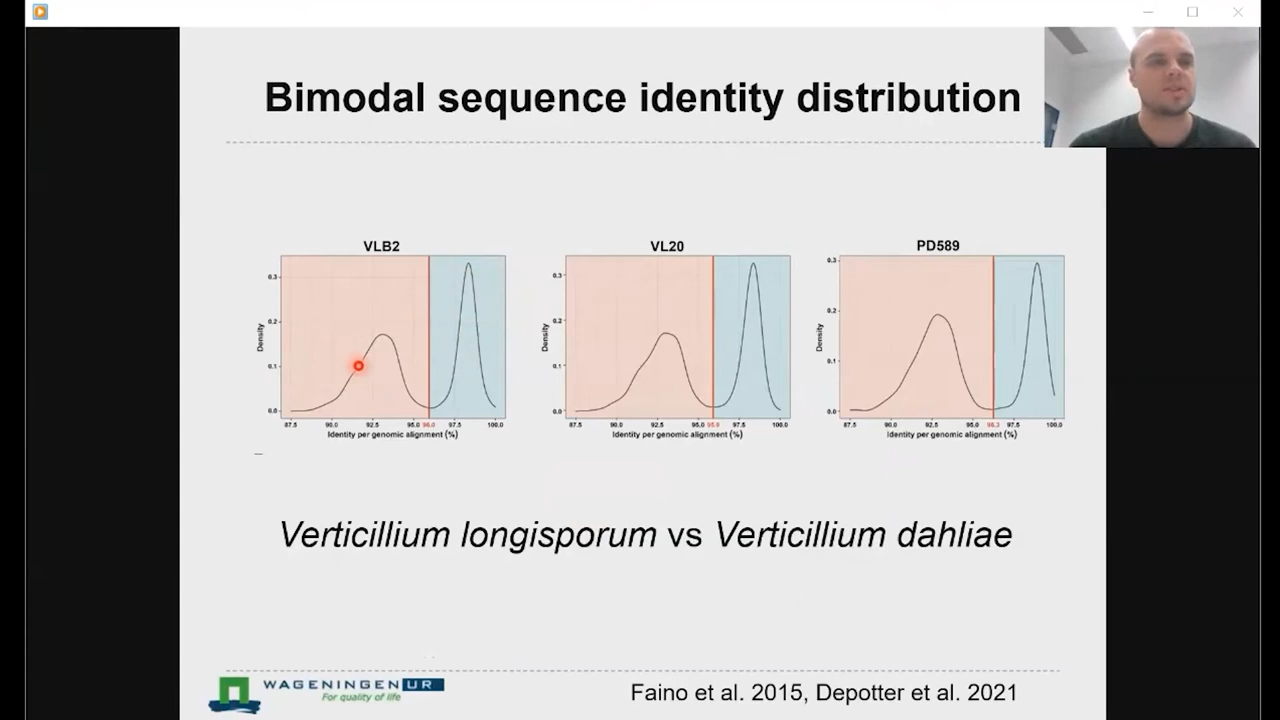 Bimodal sequence identity distribution
VLB2
VL20
PD589
Density
0.3
0.2
0.1
0.0
87.5 90.0 92.5 95.0 96.0 97.5 100.0
Identity per genomic alignment (%)
Density
0.3
0.2
0.1
0.0
87.5 90.0 92.5 95.0 95.9 97.5 100.0
Identity per genomic alignment (%)
Density
0.3
0.2
0.1
0.0
87.5 90.0 92.5 95.0 96.3 97.5 100.0
Identity per genomic alignment (%)
Verticillium longisporum vs Verticillium dahliae
WAGENINGEN UR
For quality of life
Faino et al. 2015, Depotter et al. 2021